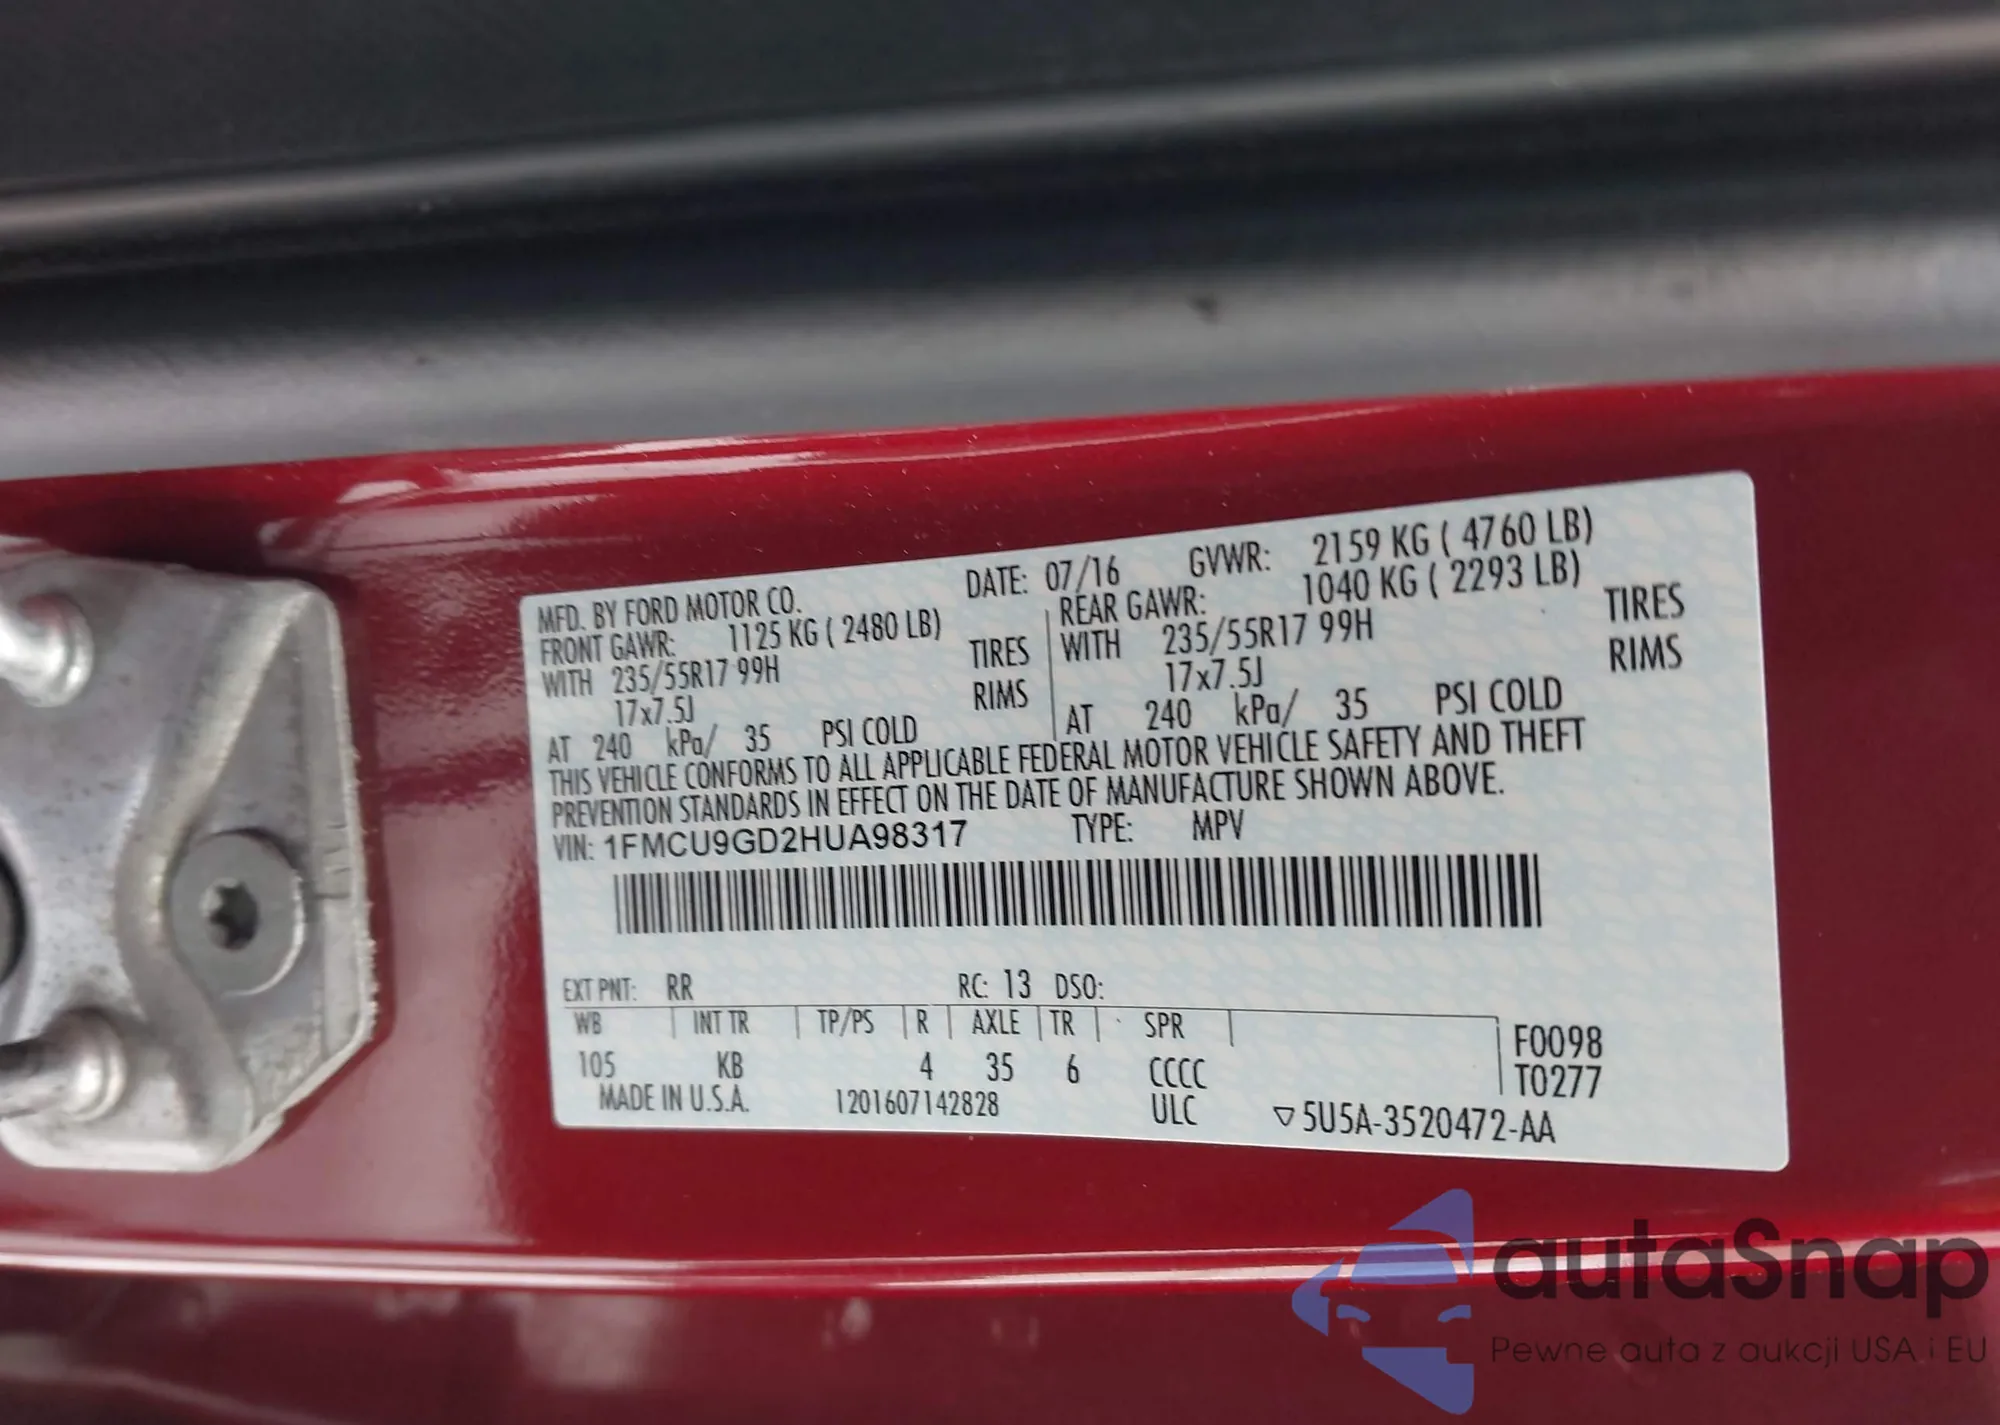 MFD. BY FORD MOTOR CO. DATE: 07/16 GVWR: 2159 KG ( 4760 LB)
FRONT GAWR: 1125 KG ( 2480 LB) REAR GAWR: 1040 KG ( 2293 LB)
WITH 235/55R17 99H TIRES WITH 235/55R17 99H TIRES
17x7.5J RIMS 17x7.5J RIMS
AT 240 kPa/ 35 PSI COLD AT 240 kPa/ 35 PSI COLD
THIS VEHICLE CONFORMS TO ALL APPLICABLE FEDERAL MOTOR VEHICLE SAFETY AND THEFT
PREVENTION STANDARDS IN EFFECT ON THE DATE OF MANUFACTURE SHOWN ABOVE.
VIN: 1FMCU9GD2HUA98317 TYPE: MPV
EXT PNT: RR RC: 13 DSO:
WB INT TR TP/PS R AXLE TR SPR
105 KB 4 35 6 CCCC
F0098
T0277
MADE IN U.S.A. 1201607142828 ULC ▽5U5A-3520472-AA
autaSnap
Pewne auta z aukcji USA i EU